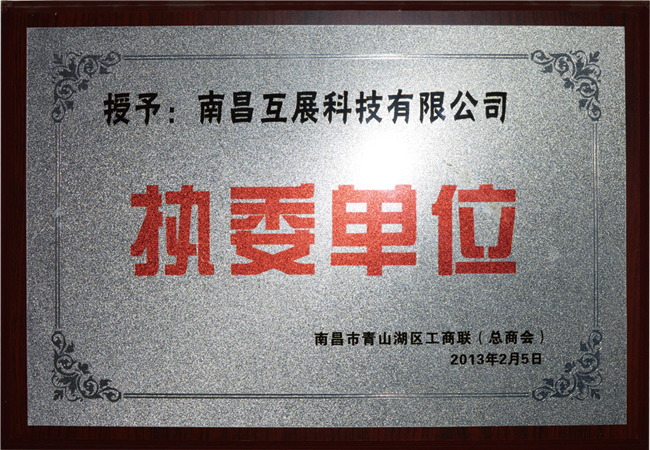 授予：南昌互展科技有限公司
执委单位
南昌市青山湖区工商联（总商会）
2013年2月5日